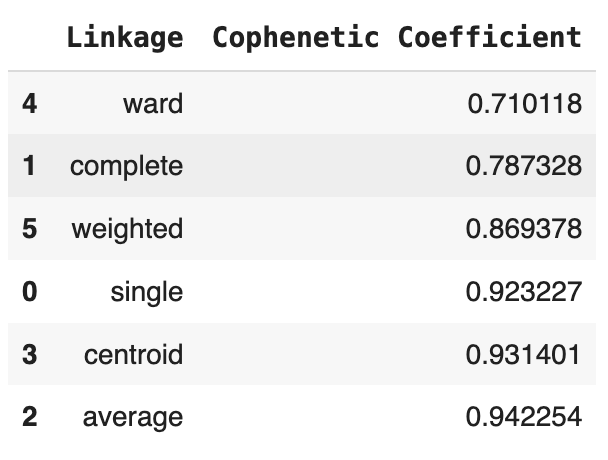 Linkage Cophenetic Coefficient
4 ward 0.710118
1 complete 0.787328
5 weighted 0.869378
0 single 0.923227
3 centroid 0.931401
2 average 0.942254